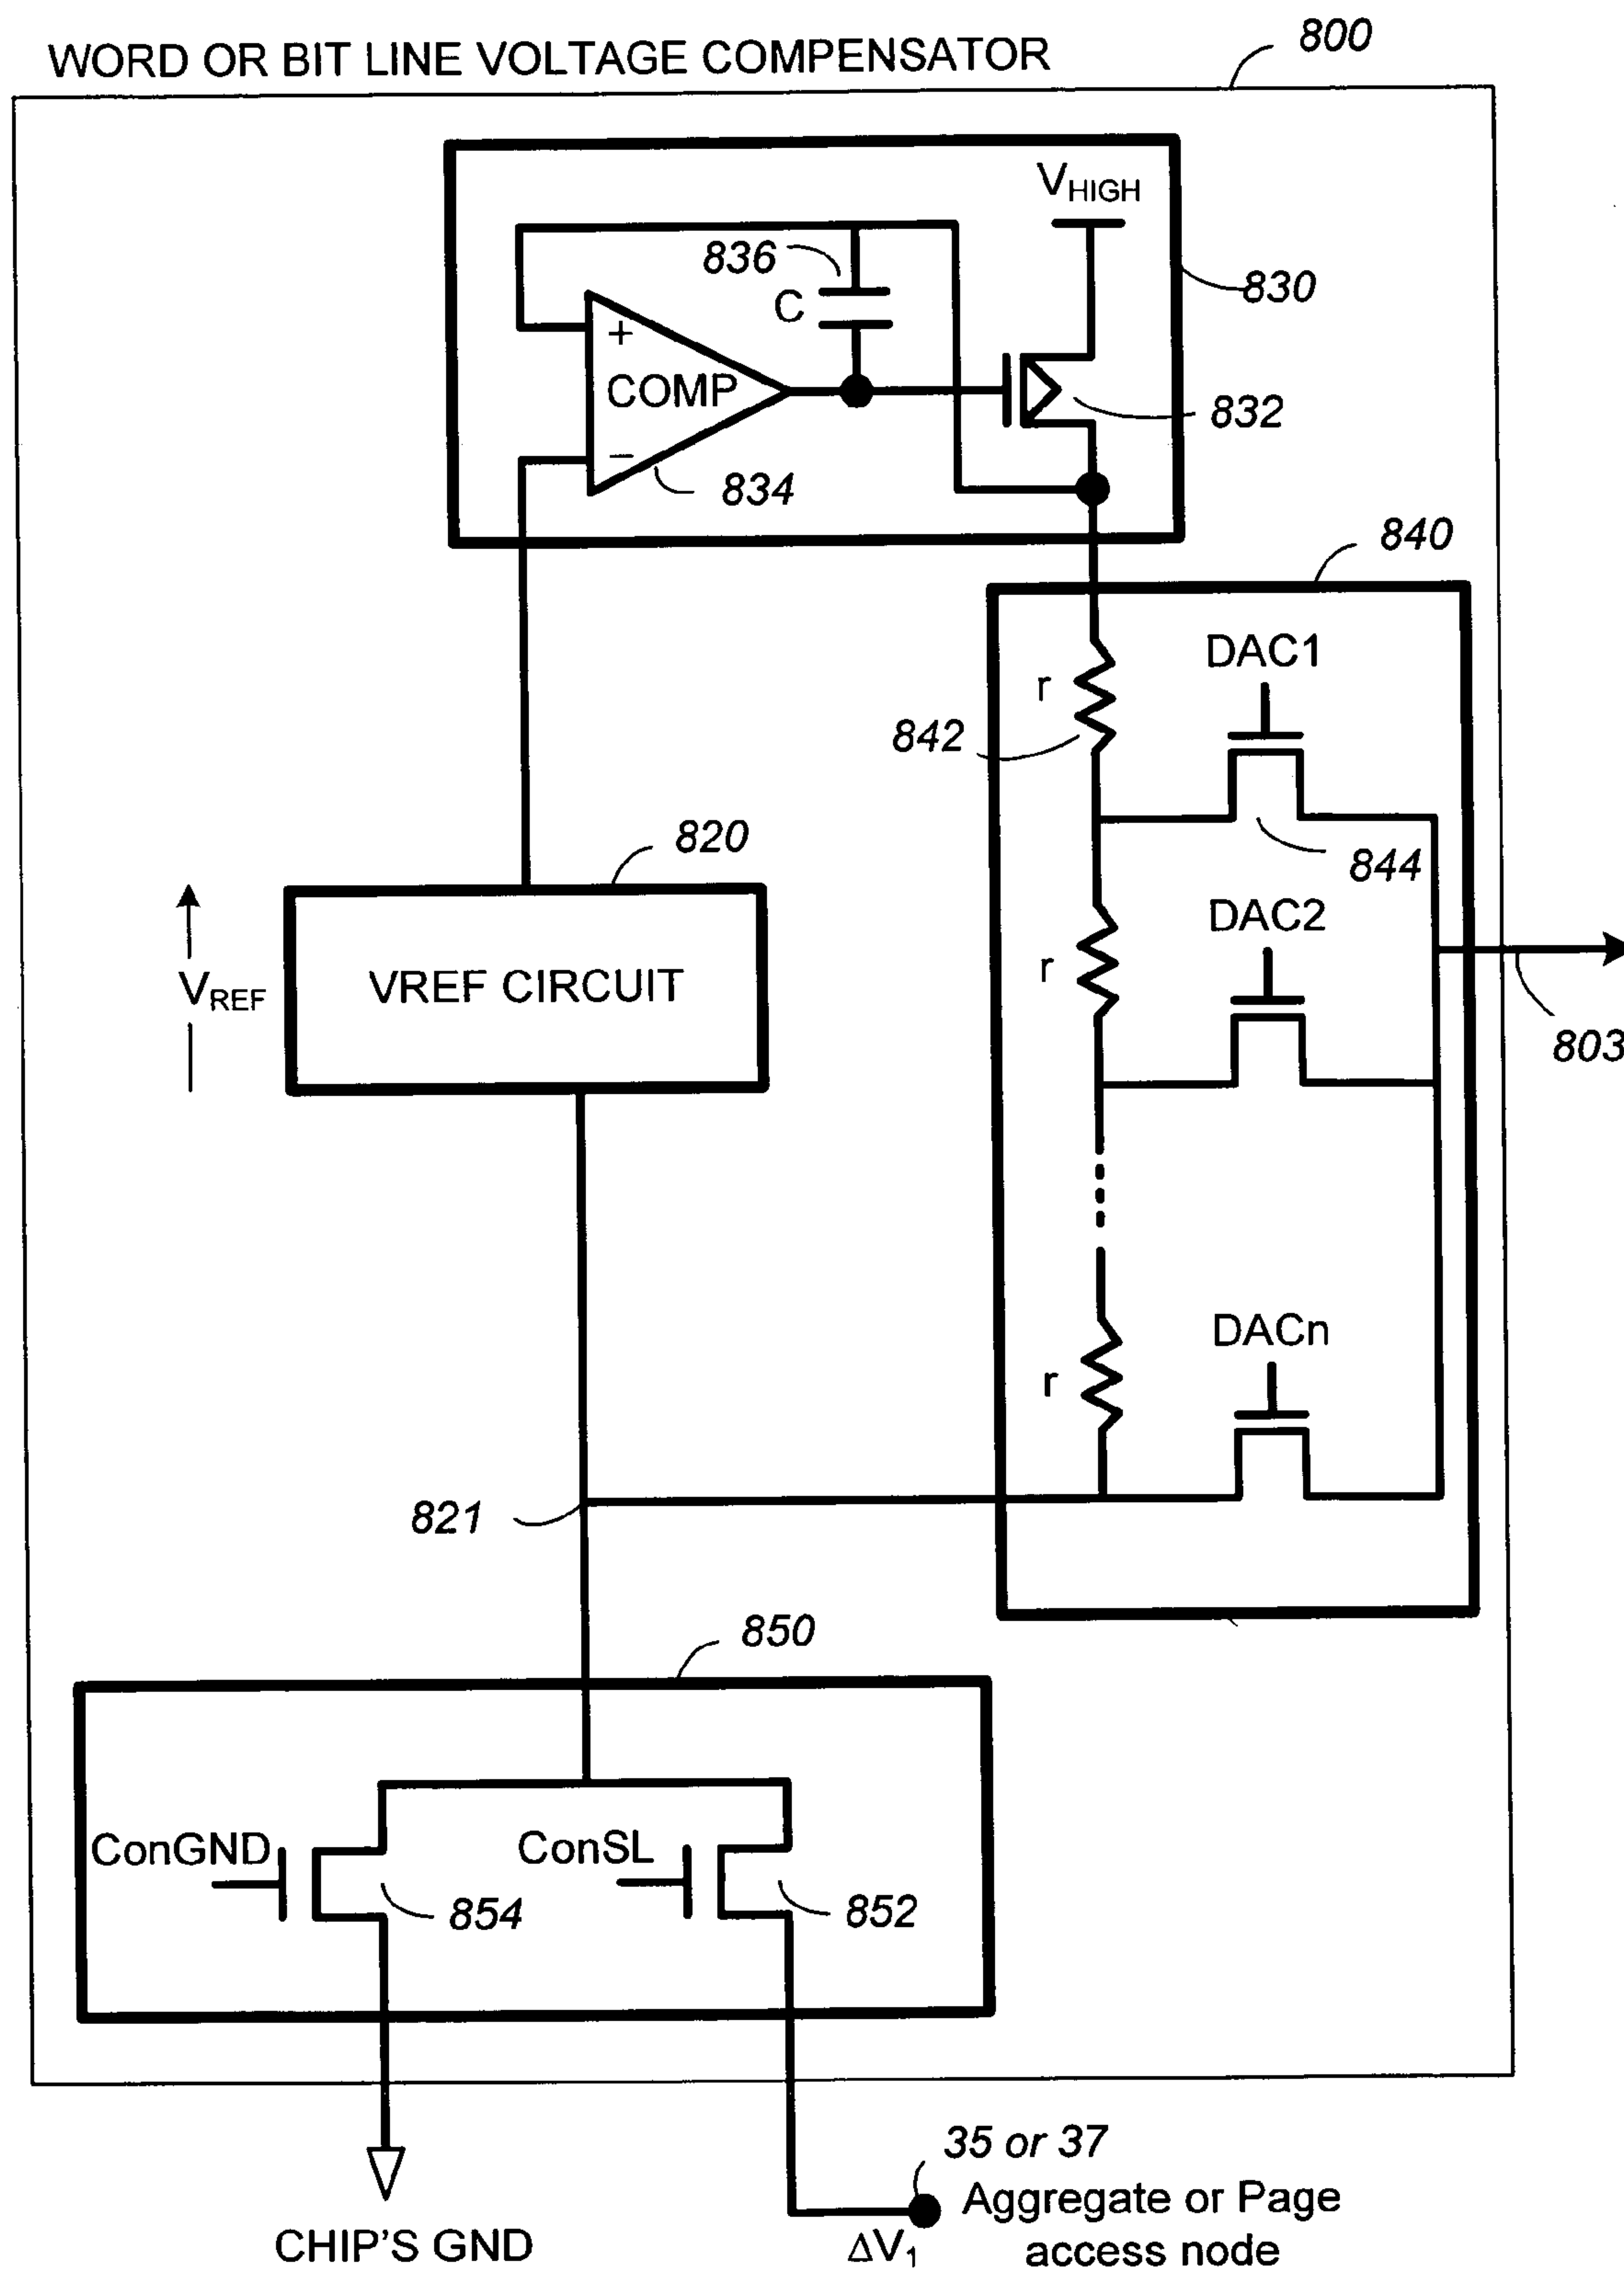 800
WORD OR BIT LINE VOLTAGE COMPENSATOR
VHIGH
836
C
830
+
COMP
832
−
834
840
DAC1
r
842
820
844
DAC2
VREF
VREF CIRCUIT
r
803
DACn
r
821
850
ConGND
ConSL
854
852
35 or 37
Aggregate or Page
CHIP'S GND
ΔV1
access node